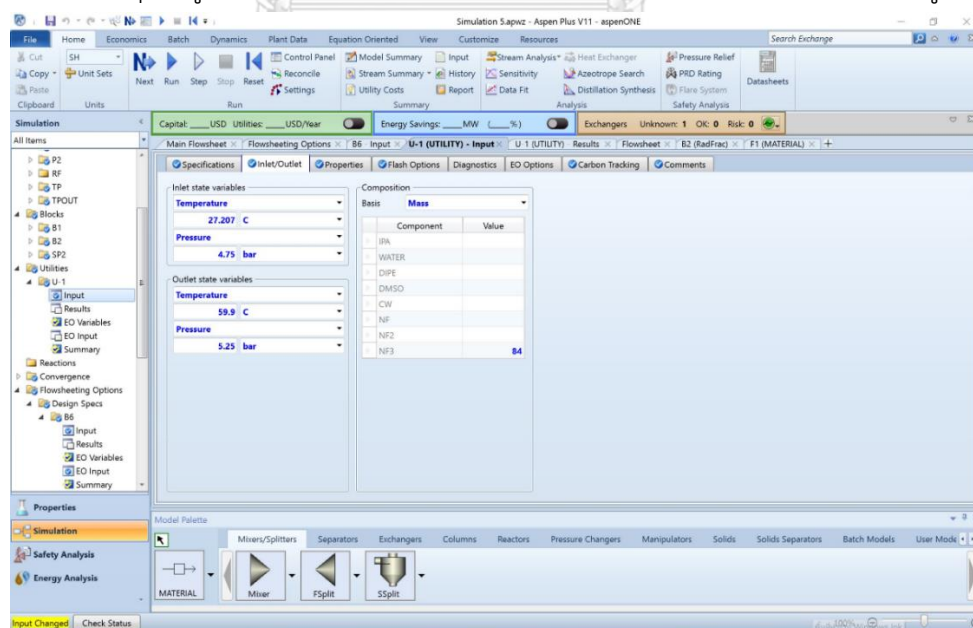 Simulation 5.apwz - Aspen Plus V11 - aspenONE
File Home Economics Batch Dynamics Plant Data Equation Oriented View Customize Resources Search Exchange
Cut SH Control Panel Model Summary Input Stream Analysis Heat Exchanger Pressure Relief
Copy Unit Sets Next Run Step Stop Reset Reconcile Stream Summary History Sensitivity Azeotrope Search PRD Rating Datasheets
Paste Settings Utility Costs Report Data Fit Distillation Synthesis Flare System
Clipboard Units Run Summary Analysis Safety Analysis
Simulation Capital: ____USD Utilities: ____USD/Year Energy Savings: ____MW (____%) Exchangers Unknown: 1 OK: 0 Risk: 0
All Items Main Flowsheet Flowsheeting Options B6 Input U-1 (UTILITY) - Input U-1 (UTILITY) Results Flowsheet B2 (RadFrac) F1 (MATERIAL) +
P2 Specifications Inlet/Outlet Properties Flash Options Diagnostics EO Options Carbon Tracking Comments
RF
TP Inlet state variables Composition
TPOUT Temperature Basis Mass
Blocks 27.207 C Component Value
B1 Pressure IPA
B2 4.75 bar WATER
SP2 DIPE
Utilities Outlet state variables DMSO
U-1 Temperature CW
Input 59.9 C NF
Results Pressure NF2
EO Variables 5.25 bar NF3 84
EO Input
Summary
Reactions
Convergence
Flowsheeting Options
Design Specs
B6
Input
Results
EO Variables
EO Input
Summary
Properties
Simulation
Safety Analysis
Energy Analysis
Model Palette
Mixers/Splitters Separators Exchangers Columns Reactors Pressure Changers Manipulators Solids Solids Separators Batch Models User Mode
MATERIAL Mixer FSplit SSplit
Input Changed Check Status 100%